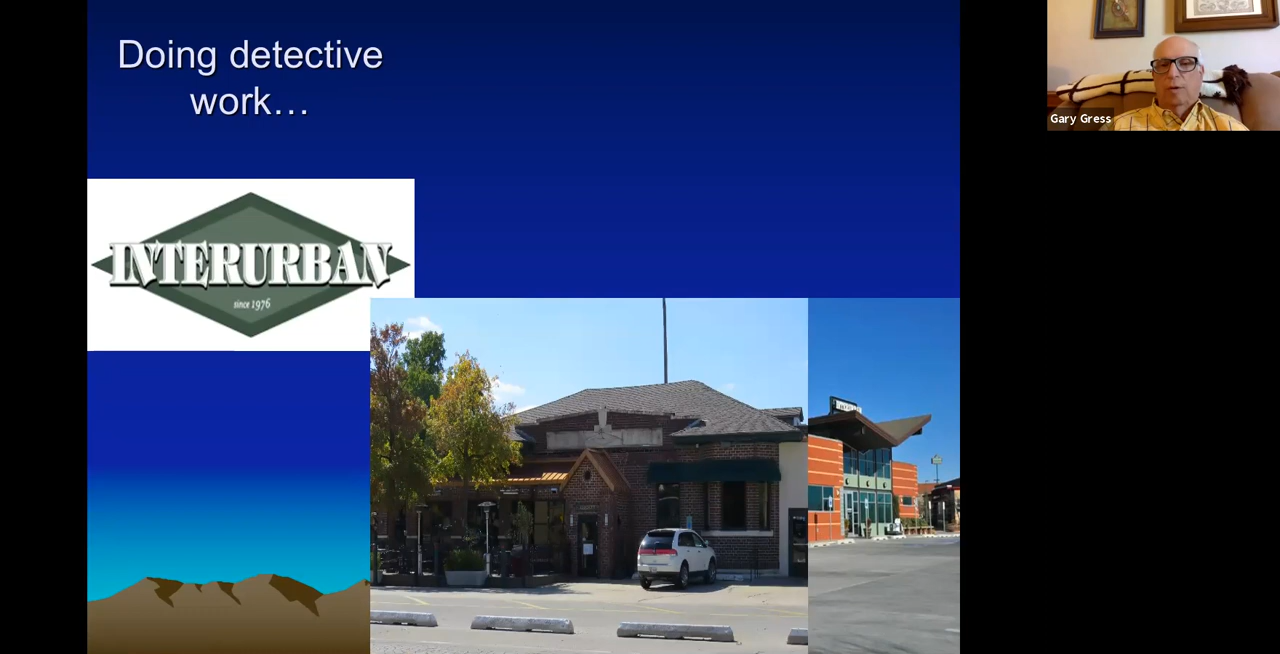 Doing detective
work…
INTERURBAN
since 1976
Gary Gress